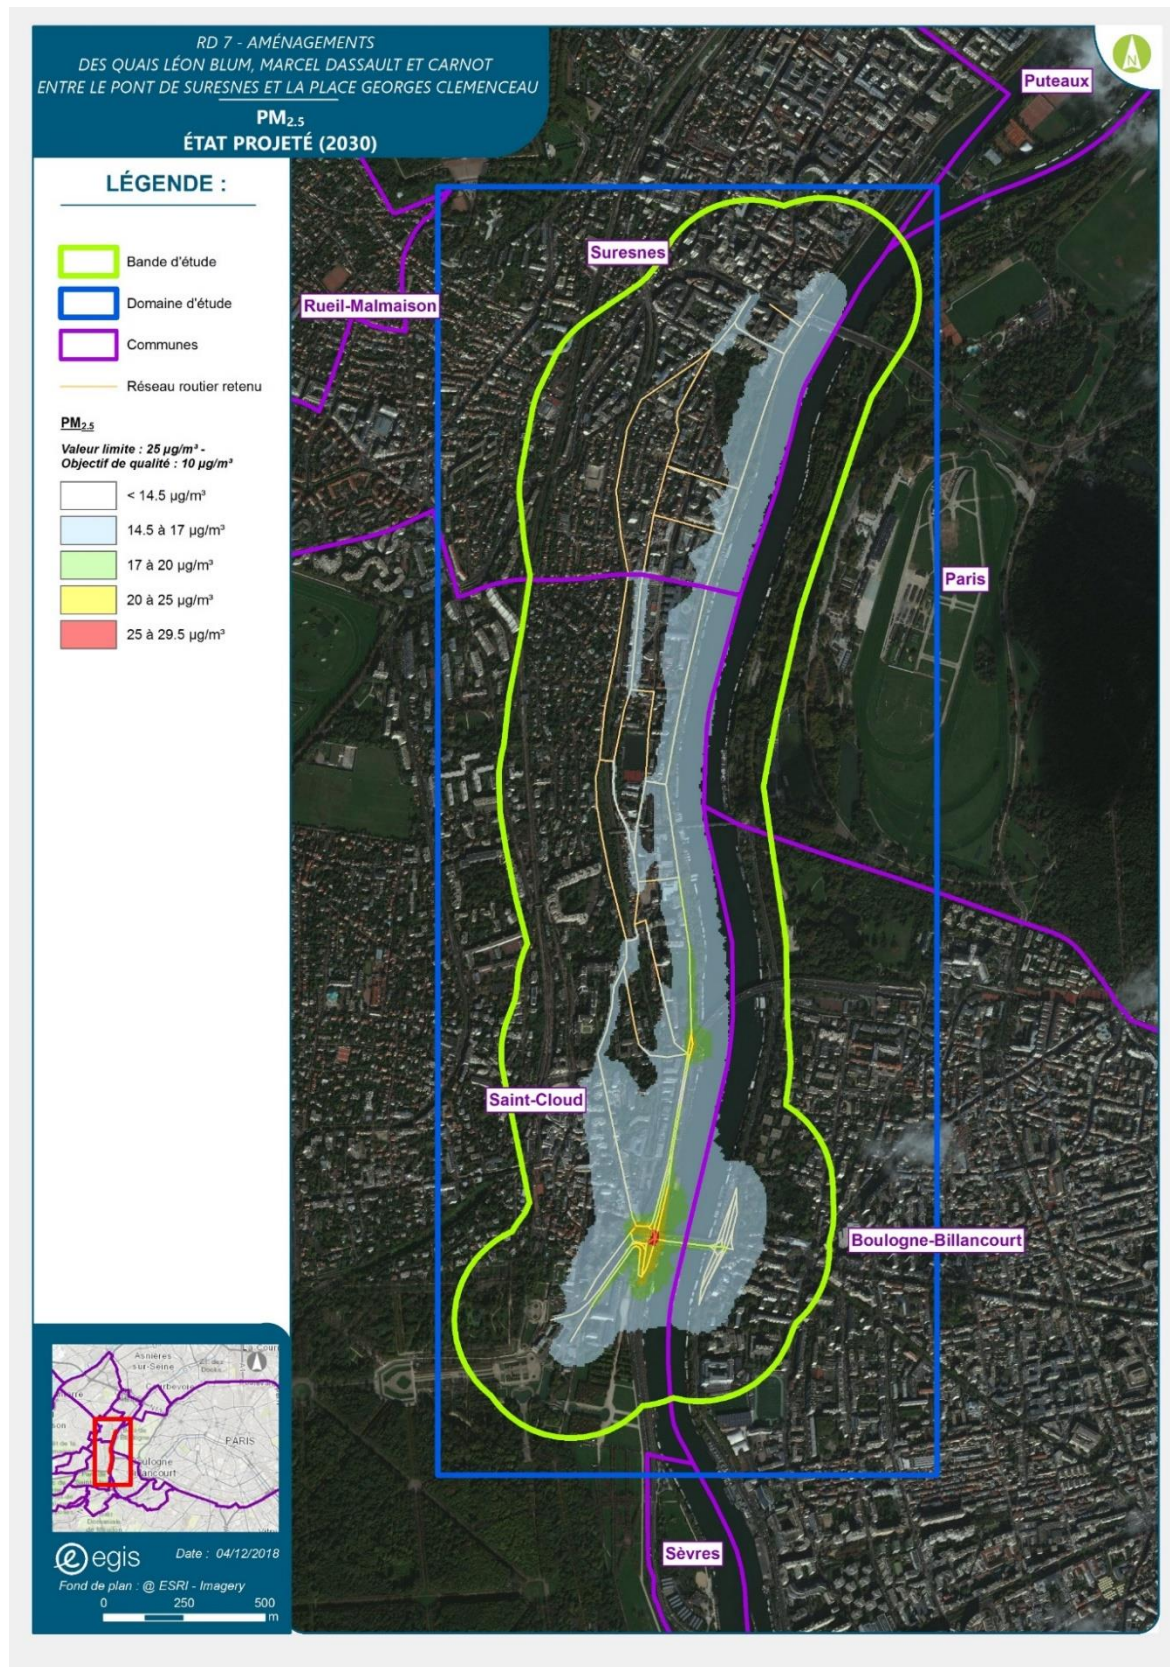 RD 7 - AMÉNAGEMENTS
DES QUAIS LÉON BLUM, MARCEL DASSAULT ET CARNOT
ENTRE LE PONT DE SURESNES ET LA PLACE GEORGES CLEMENCEAU
PM2.5
ÉTAT PROJETÉ (2030)
N
LÉGENDE :
Bande d'étude
Domaine d'étude
Communes
Réseau routier retenu
PM2.5
Valeur limite : 25 µg/m³ -
Objectif de qualité : 10 µg/m³
< 14.5 µg/m³
14.5 à 17 µg/m³
17 à 20 µg/m³
20 à 25 µg/m³
25 à 29.5 µg/m³
Puteaux
Suresnes
Rueil-Malmaison
Paris
Saint-Cloud
Boulogne-Billancourt
Sèvres
Asnières
sur-Seine
Courbevoie
PARIS
egis
Date : 04/12/2018
Fond de plan : @ ESRI - Imagery
0 250 500
m